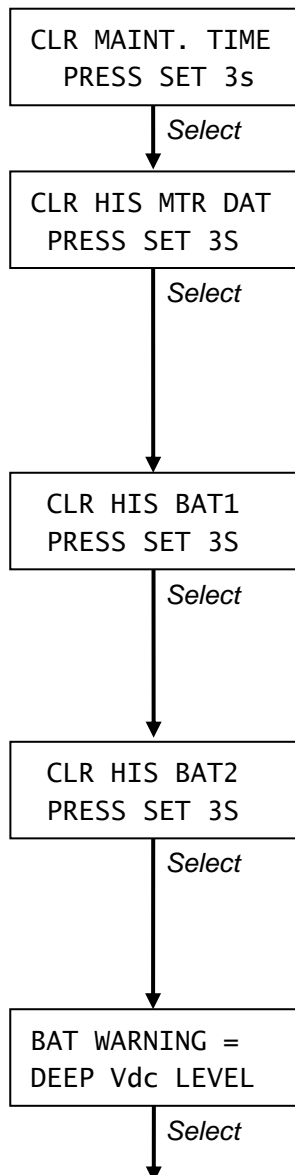 CLR MAINT. TIME
PRESS SET 3s
Select
CLR HIS MTR DAT
PRESS SET 3S
Select
CLR HIS BAT1
PRESS SET 3S
Select
CLR HIS BAT2
PRESS SET 3S
Select
BAT WARNING =
DEEP Vdc LEVEL
Select